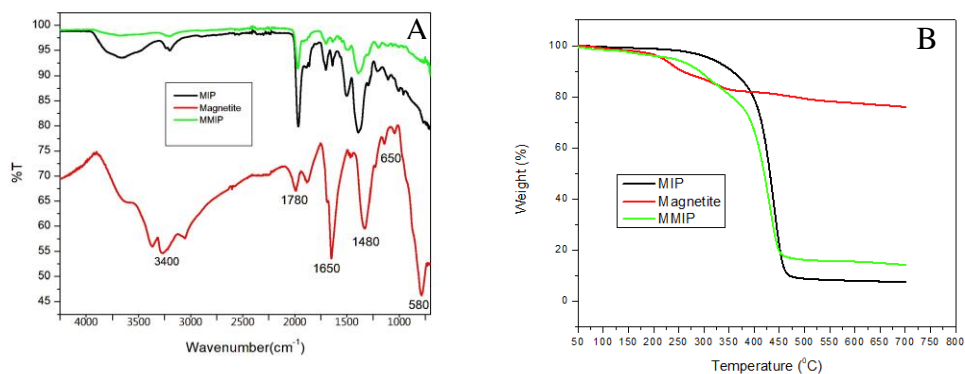 A
100
95
90
85
80
75
70
65
60
55
50
45
%T
MIP
Magnetite
MMIP
3400
1780
1650
1480
650
580
4000 3500 3000 2500 2000 1500 1000
Wavenumber(cm⁻¹)
B
100
80
60
40
20
0
Weight (%)
MIP
Magnetite
MMIP
50 100 150 200 250 300 350 400 450 500 550 600 650 700 750 800
Temperature (⁰C)